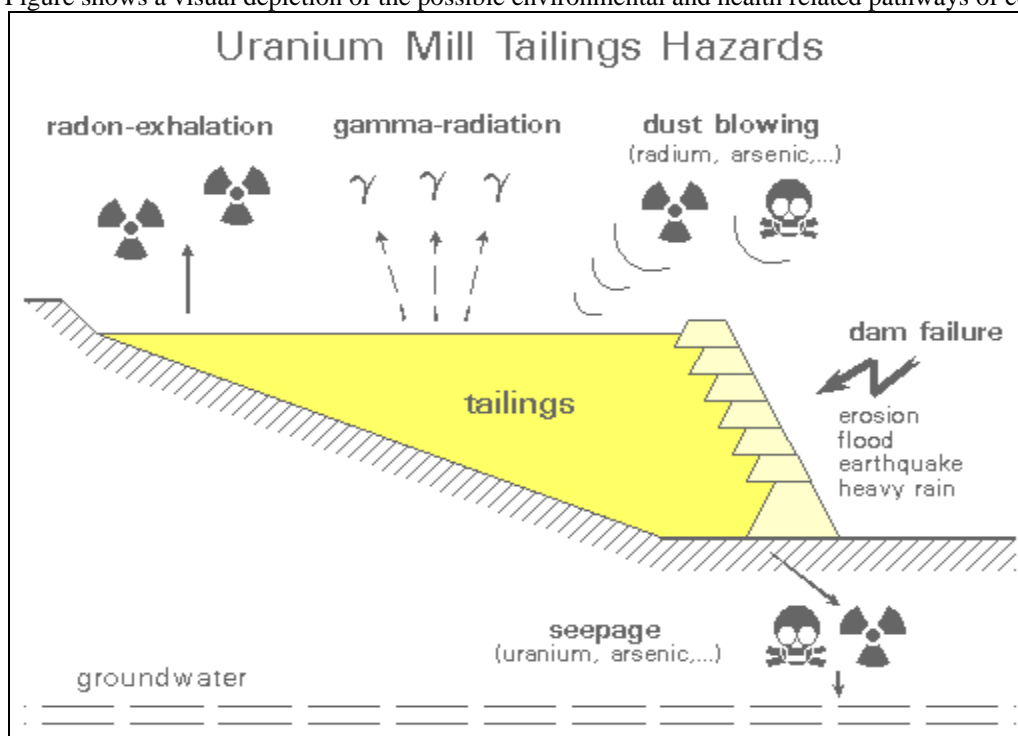 Figure shows a visual depiction of the possible environmental and health related pathways of
Uranium Mill Tailings Hazards
radon-exhalation
gamma-radiation
dust blowing
(radium, arsenic,...)
γ γ γ
dam failure
erosion
flood
earthquake
heavy rain
tailings
seepage
(uranium, arsenic,...)
groundwater